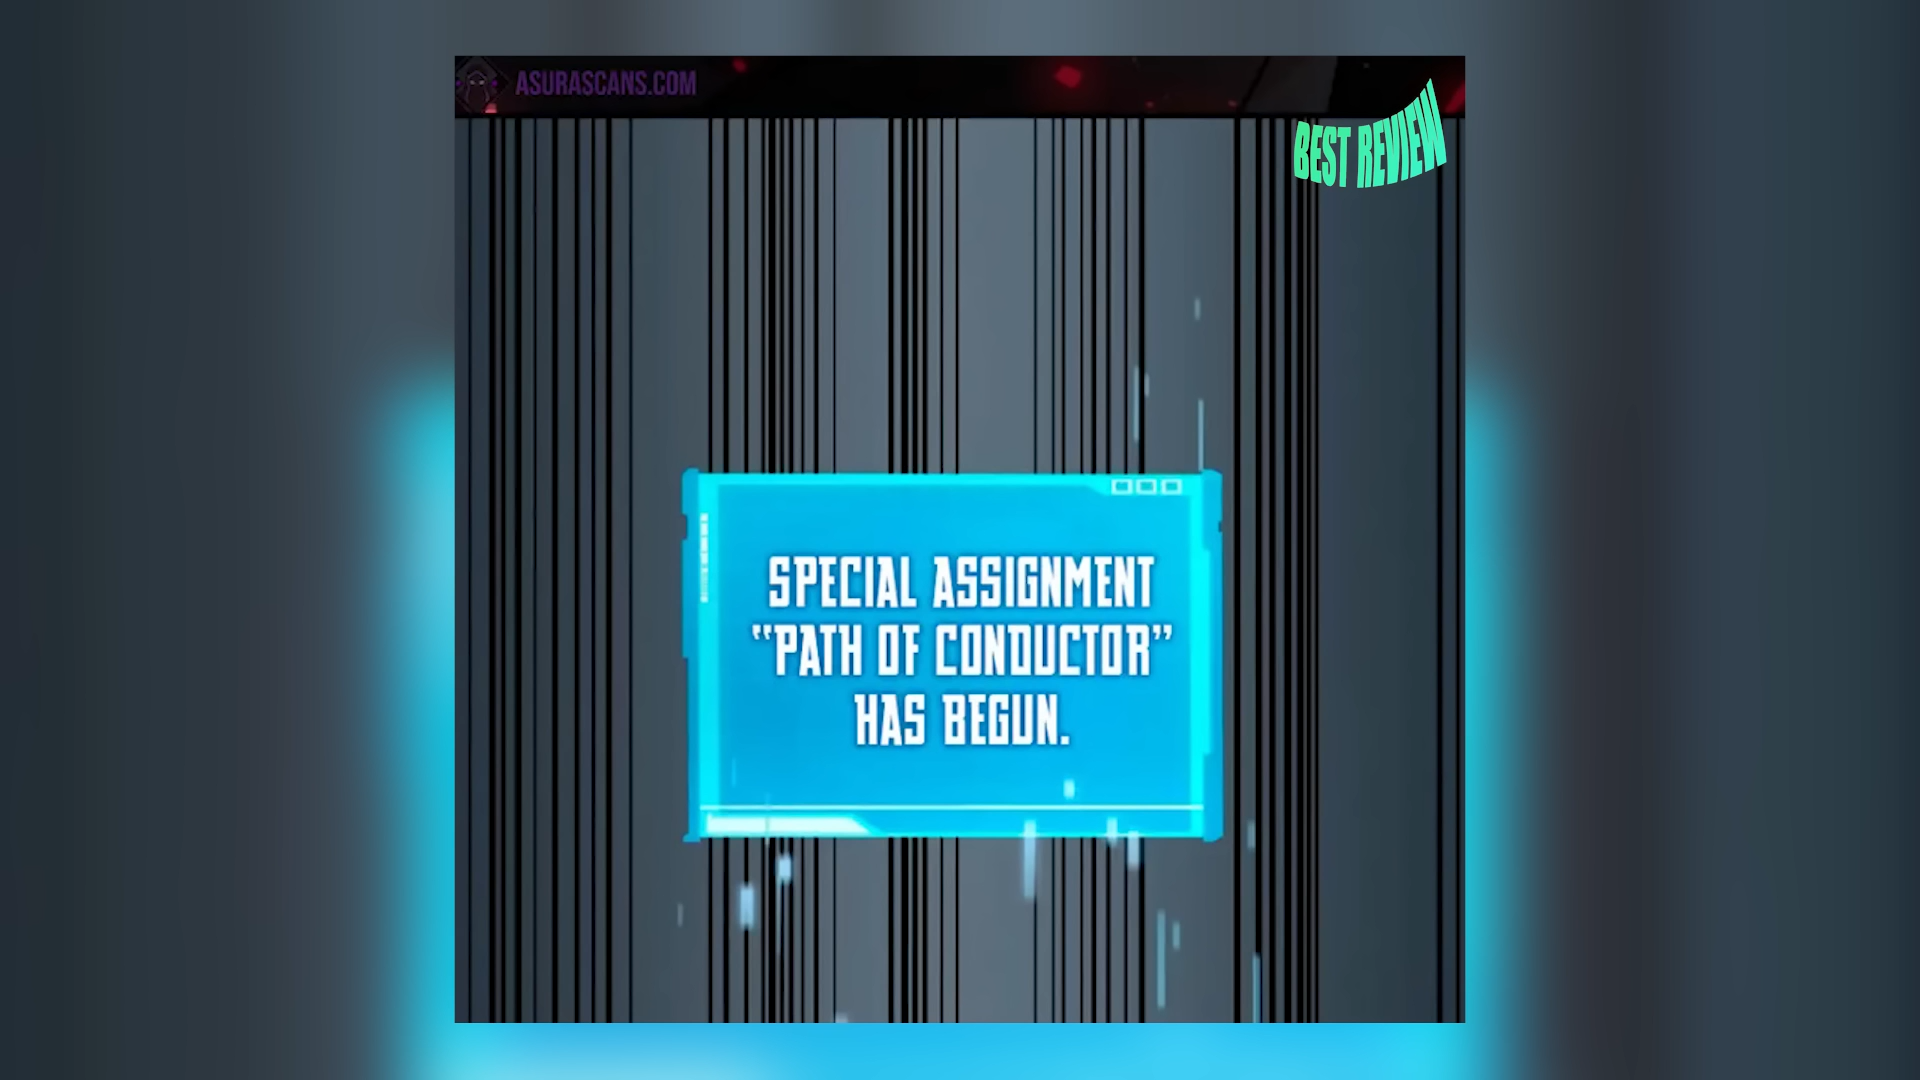 ASURASCANS.COM
BEST REVIEW
SPECIAL ASSIGNMENT
“PATH OF CONDUCTOR”
HAS BEGUN.